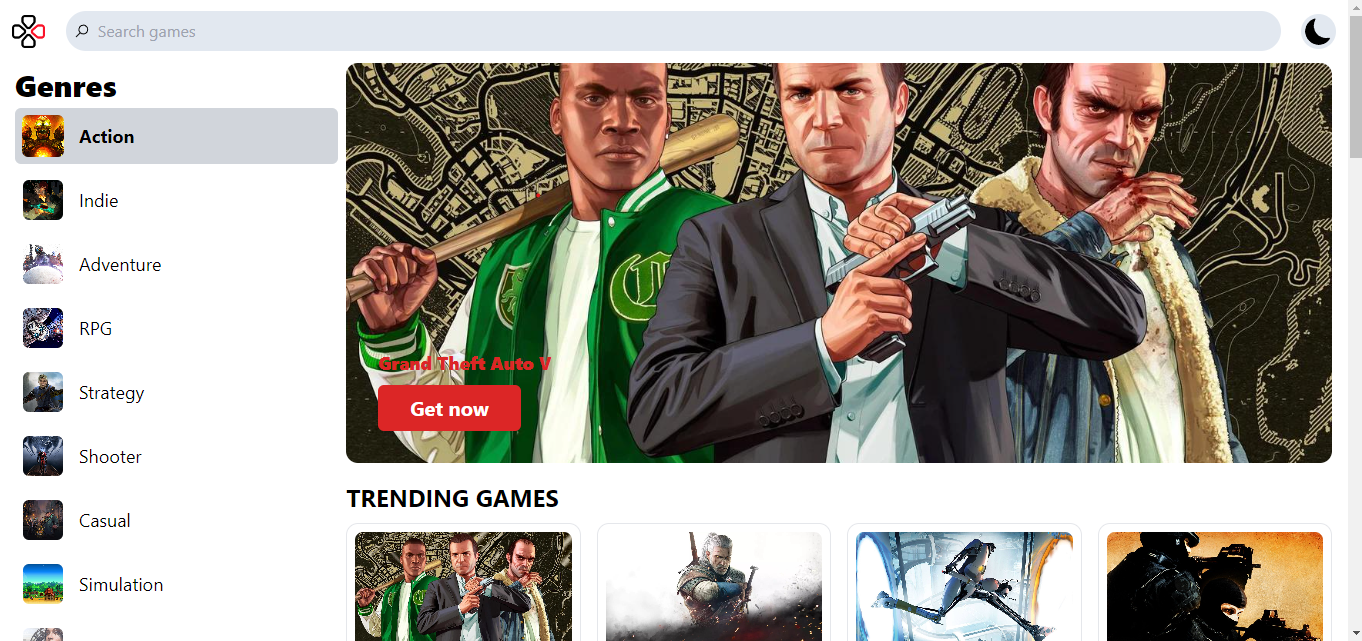 Search games
Genres
Action
Indie
Adventure
RPG
Strategy
Shooter
Casual
Simulation
Grand Theft Auto V
Get now
TRENDING GAMES